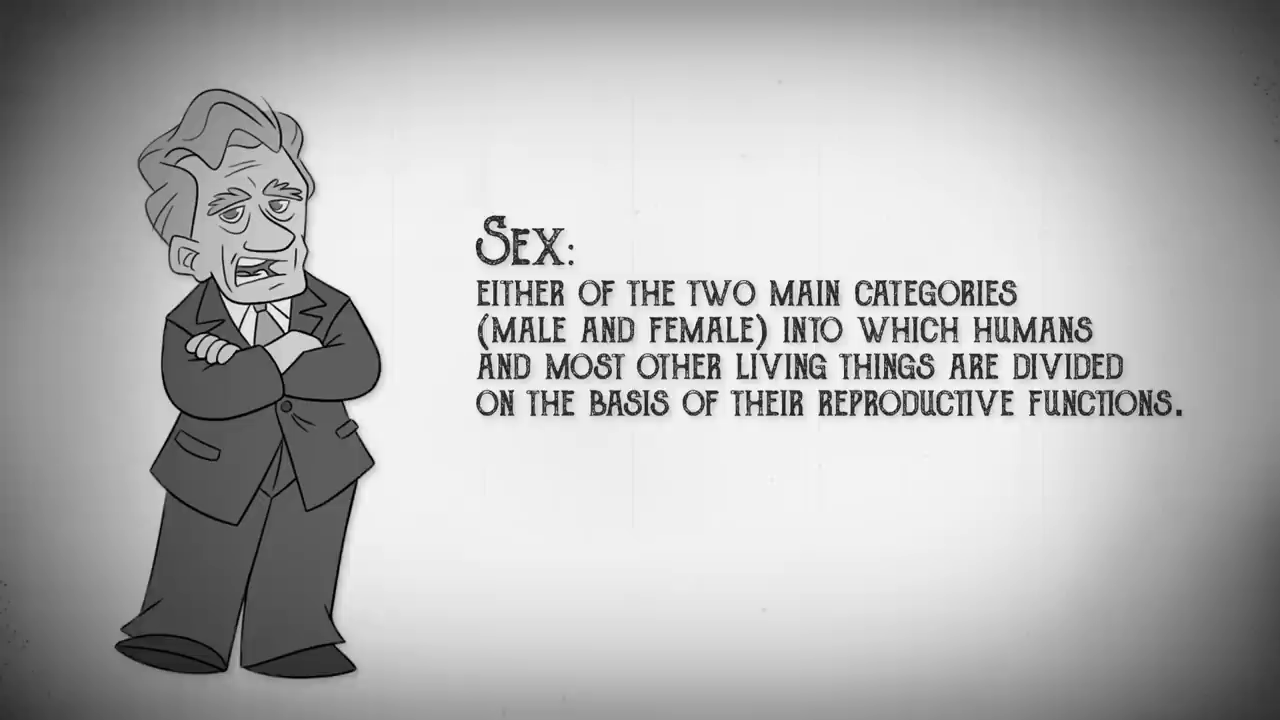 Sex:
EITHER OF THE TWO MAIN CATEGORIES
(MALE AND FEMALE) INTO WHICH HUMANS
AND MOST OTHER LIVING THINGS ARE DIVIDED
ON THE BASIS OF THEIR REPRODUCTIVE FUNCTIONS.